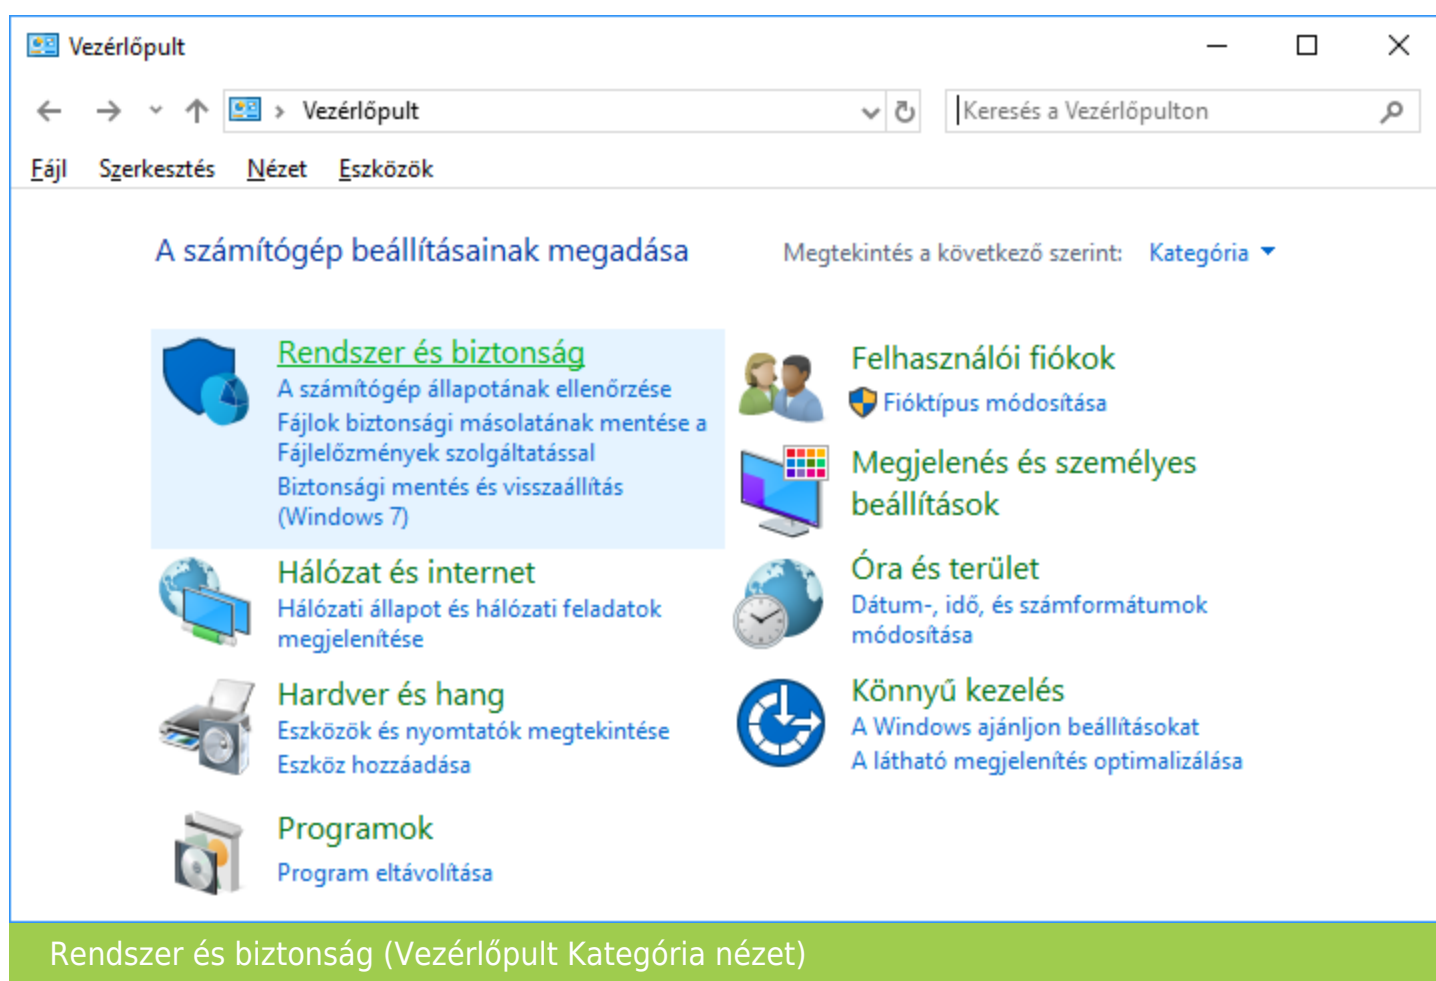 Vezérlőpult
Vezérlőpult
Keresés a Vezérlőpulton
Fájl Szerkesztés Nézet Eszközök
A számítógép beállításainak megadása
Megtekintés a következő szerint: Kategória
Rendszer és biztonság
A számítógép állapotának ellenőrzése
Fájlok biztonsági másolatának mentése a
Fájlelőzmények szolgáltatással
Biztonsági mentés és visszaállítás
(Windows 7)
Hálózat és internet
Hálózati állapot és hálózati feladatok
megjelenítése
Hardver és hang
Eszközök és nyomtatók megtekintése
Eszköz hozzáadása
Programok
Program eltávolítása
Felhasználói fiókok
Fióktípus módosítása
Megjelenés és személyes
beállítások
Óra és terület
Dátum-, idő, és számformátumok
módosítása
Könnyű kezelés
A Windows ajánljon beállításokat
A látható megjelenítés optimalizálása
Rendszer és biztonság (Vezérlőpult Kategória nézet)